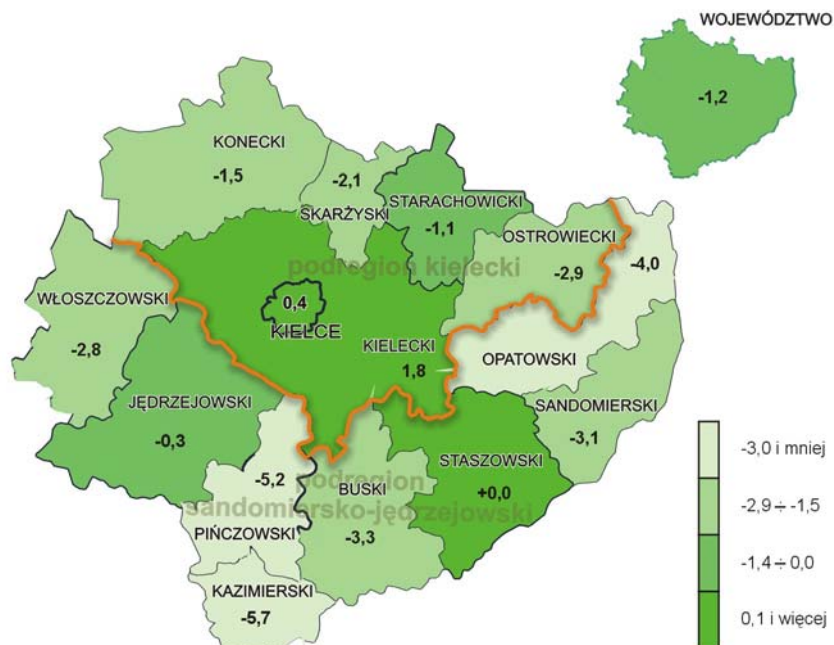 WOJEWÓDZTWO
-1,2
KONECKI
-1,5
-2,1
SKARŻYSKI
STARACHOWICKI
-1,1
OSTROWIECKI
-2,9
-4,0
OPATOWSKI
podregion kielecki
WŁOSZCZOWSKI
-2,8
0,4
KIELCE
KIELECKI
1,8
JĘDRZEJOWSKI
-0,3
SANDOMIERSKI
-3,1
STASZOWSKI
+0,0
-5,2
PIŃCZOWSKI
podregion
sandomiersko-jędrzejowski
BUSKI
-3,3
KAZIMIERSKI
-5,7
-3,0 i mniej
-2,9 ÷ -1,5
-1,4 ÷ 0,0
0,1 i więcej